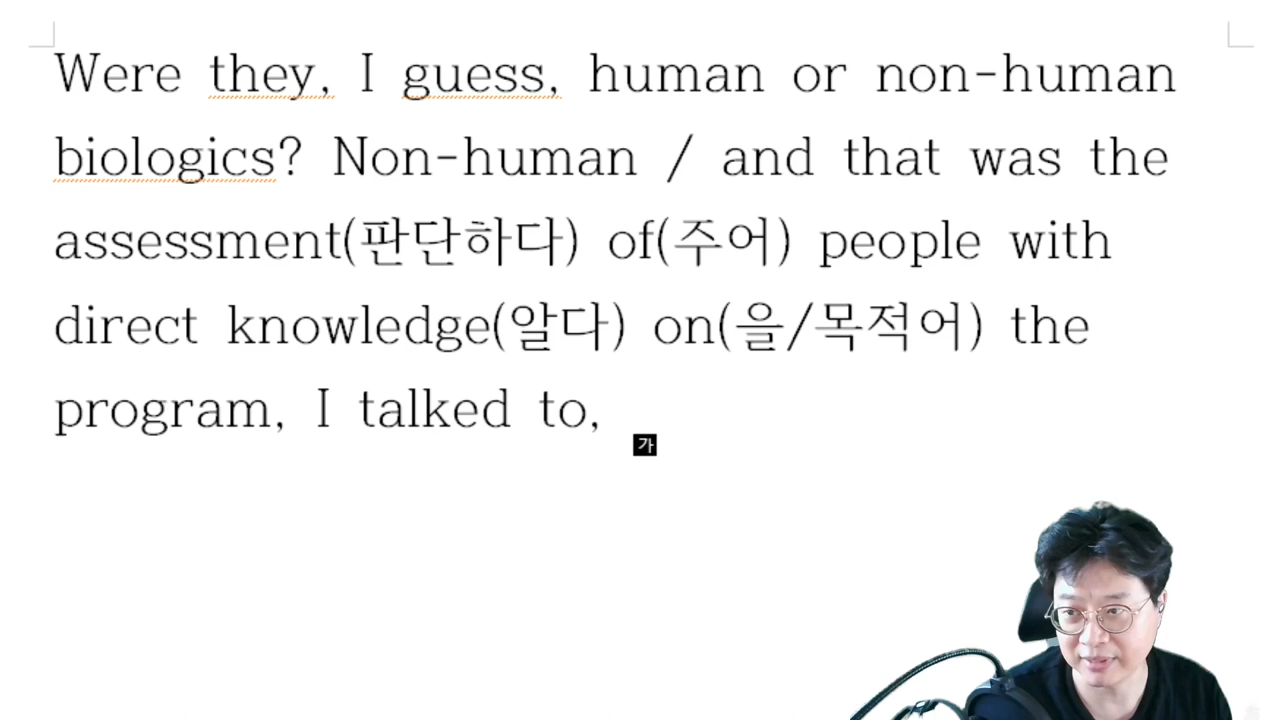 Were they, I guess, human or non-human
biologics? Non-human / and that was the
assessment(판단하다) of(주어) people with
direct knowledge(알다) on(을/목적어) the
program, I talked to,
가